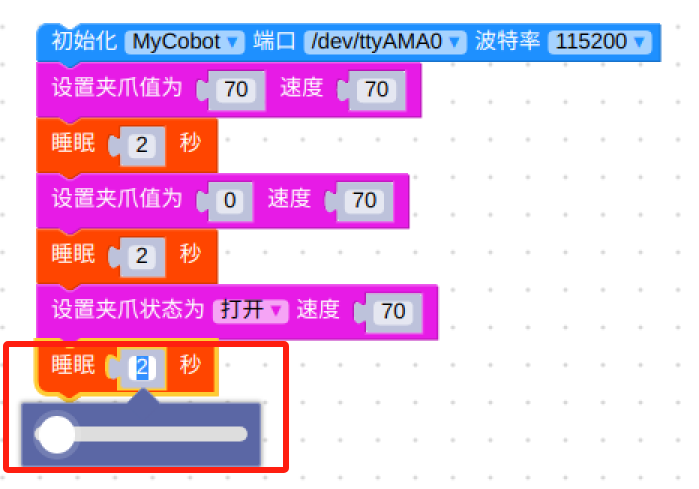 初始化 MyCobot 端口 /dev/ttyAMA0 波特率 115200
设置夹爪值为 70 速度 70
睡眠 2 秒
设置夹爪值为 0 速度 70
睡眠 2 秒
设置夹爪状态为 打开 速度 70
睡眠 2 秒